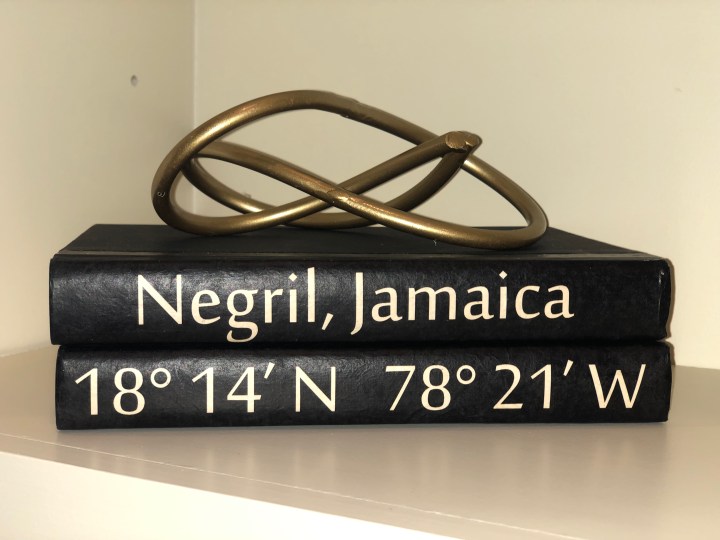 Negril, Jamaica
18° 14′ N 78° 21′ W